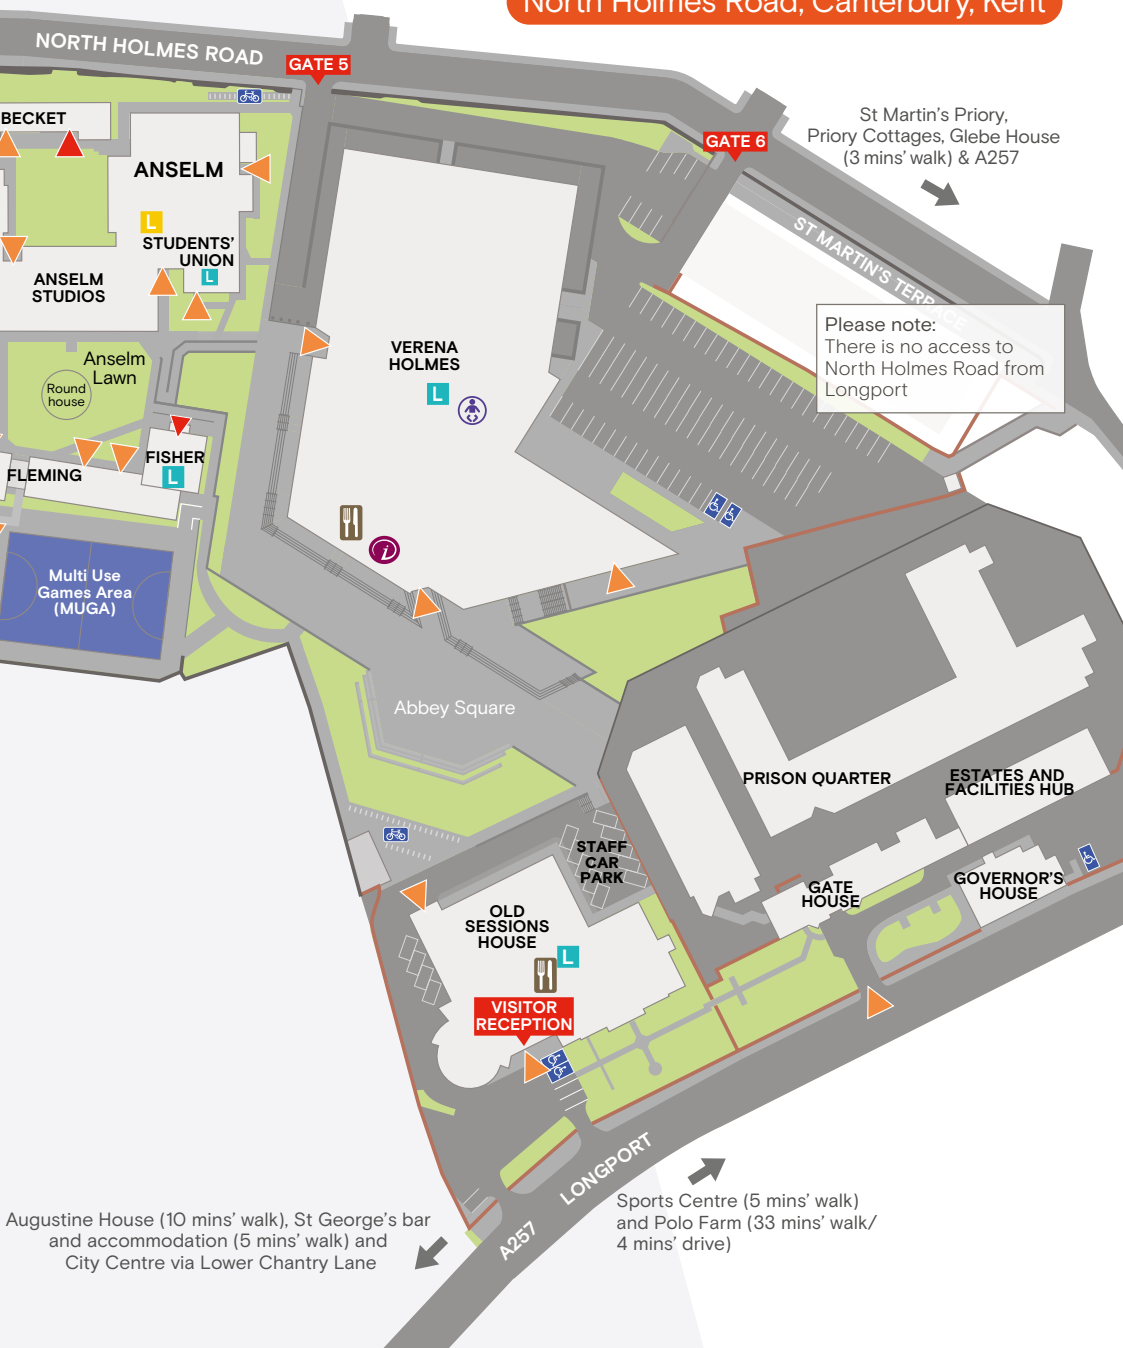 North Holmes Road, Canterbury, Kent
NORTH HOLMES ROAD
GATE 5
BECKET
St Martin's Priory,
Priory Cottages, Glebe House
(3 mins' walk) & A257
GATE 6
ANSELM
L
STUDENTS'
UNION
L
ST MARTIN'S TERRACE
ANSELM
STUDIOS
Please note:
There is no access to
North Holmes Road from
Longport
VERENA
HOLMES
L
Anselm
Lawn
Round
house
FISHER
L
FLEMING
i
Multi Use
Games Area
(MUGA)
Abbey Square
PRISON QUARTER
ESTATES AND
FACILITIES HUB
STAFF
CAR
PARK
GATE
HOUSE
GOVERNOR'S
HOUSE
OLD
SESSIONS
HOUSE
L
VISITOR
RECEPTION
LONGPORT
A257
Sports Centre (5 mins' walk)
and Polo Farm (33 mins' walk/
4 mins' drive)
Augustine House (10 mins' walk), St George's bar
and accommodation (5 mins' walk) and
City Centre via Lower Chantry Lane